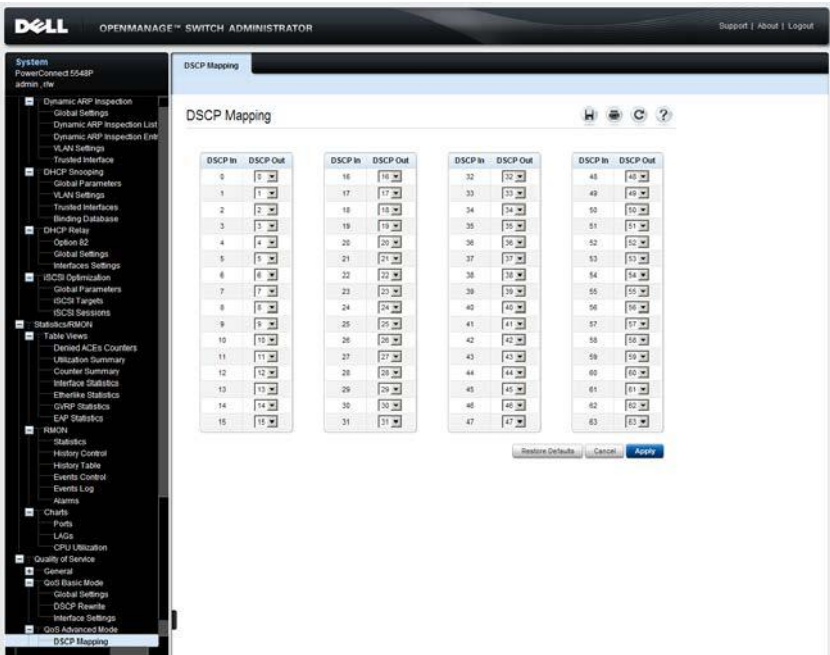 DELL OPENMANAGE™ SWITCH ADMINISTRATOR Support | About | Logout
System
PowerConnect 5548P
admin , r/w
Dynamic ARP Inspection
Global Settings
Dynamic ARP Inspection List
Dynamic ARP Inspection Entr
VLAN Settings
Trusted Interface
DHCP Snooping
Global Parameters
VLAN Settings
Trusted Interfaces
Binding Database
DHCP Relay
Option 82
Global Settings
Interfaces Settings
iSCSI Optimization
Global Parameters
iSCSI Targets
iSCSI Sessions
Statistics/RMON
Table Views
Denied ACEs Counters
Utilization Summary
Counter Summary
Interface Statistics
Etherlike Statistics
GVRP Statistics
EAP Statistics
RMON
Statistics
History Control
History Table
Events Control
Events Log
Alarms
Charts
Ports
LAGs
CPU Utilization
Quality of Service
General
QoS Basic Mode
Global Settings
DSCP Rewrite
Interface Settings
QoS Advanced Mode
DSCP Mapping
DSCP Mapping
DSCP Mapping ?
DSCP In DSCP Out DSCP In DSCP Out DSCP In DSCP Out DSCP In DSCP Out
0 0 16 16 32 32 48 48
1 1 17 17 33 33 49 49
2 2 18 18 34 34 50 50
3 3 19 19 35 35 51 51
4 4 20 20 36 36 52 52
5 5 21 21 37 37 53 53
6 6 22 22 38 38 54 54
7 7 23 23 39 39 55 55
8 8 24 24 40 40 56 56
9 9 25 25 41 41 57 57
10 10 26 26 42 42 58 58
11 11 27 27 43 43 59 59
12 12 28 28 44 44 60 60
13 13 29 29 45 45 61 61
14 14 30 30 46 46 62 62
15 15 31 31 47 47 63 63
Restore Defaults Cancel Apply